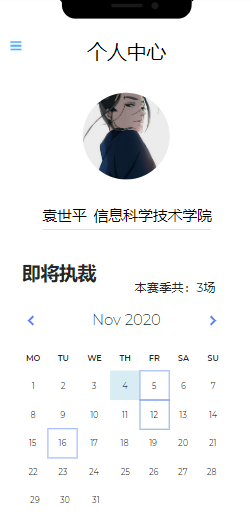 个人中心
袁世平 信息科学技术学院
即将执裁
本赛季共：3场
Nov 2020
MO TU WE TH FR SA SU
1 2 3 4 5 6 7
8 9 10 11 12 13 14
15 16 17 18 19 20 21
22 23 24 25 26 27 28
29 30 31